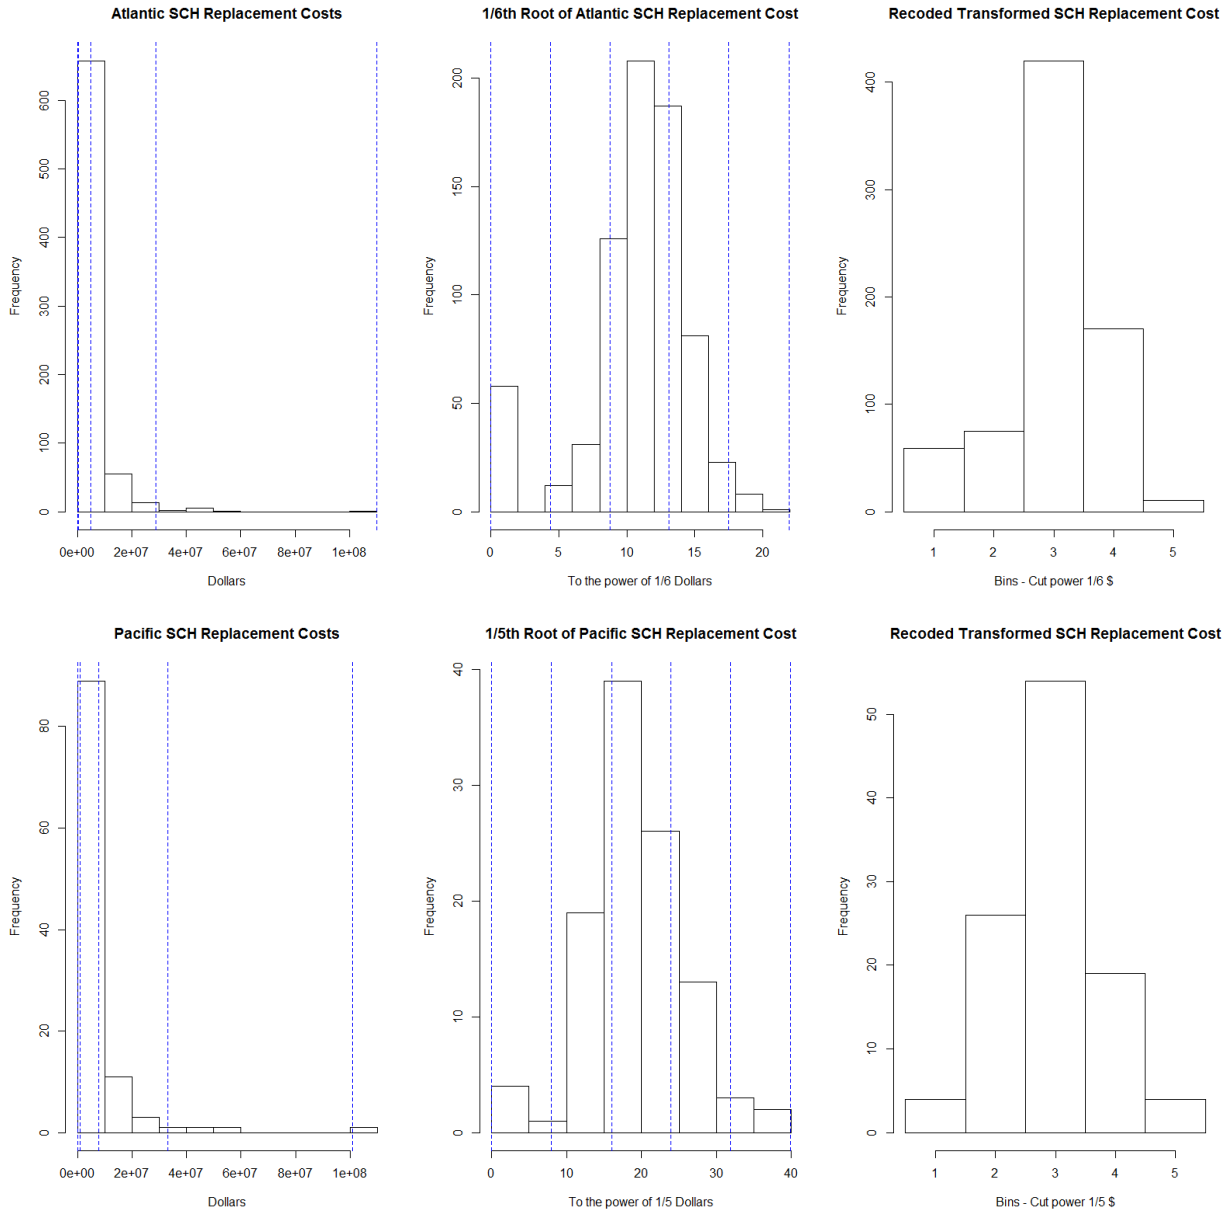 Atlantic SCH Replacement Costs
Frequency
0 100 200 300 400 500 600
0e+00 2e+07 4e+07 6e+07 8e+07 1e+08
Dollars
1/6th Root of Atlantic SCH Replacement Cost
Frequency
0 50 100 150 200
0 5 10 15 20
To the power of 1/6 Dollars
Recoded Transformed SCH Replacement Cost
Frequency
0 100 200 300 400
1 2 3 4 5
Bins - Cut power 1/6 $
Pacific SCH Replacement Costs
Frequency
0 20 40 60 80
0e+00 2e+07 4e+07 6e+07 8e+07 1e+08
Dollars
1/5th Root of Pacific SCH Replacement Cost
Frequency
0 10 20 30 40
0 10 20 30 40
To the power of 1/5 Dollars
Recoded Transformed SCH Replacement Cost
Frequency
0 10 20 30 40 50
1 2 3 4 5
Bins - Cut power 1/5 $